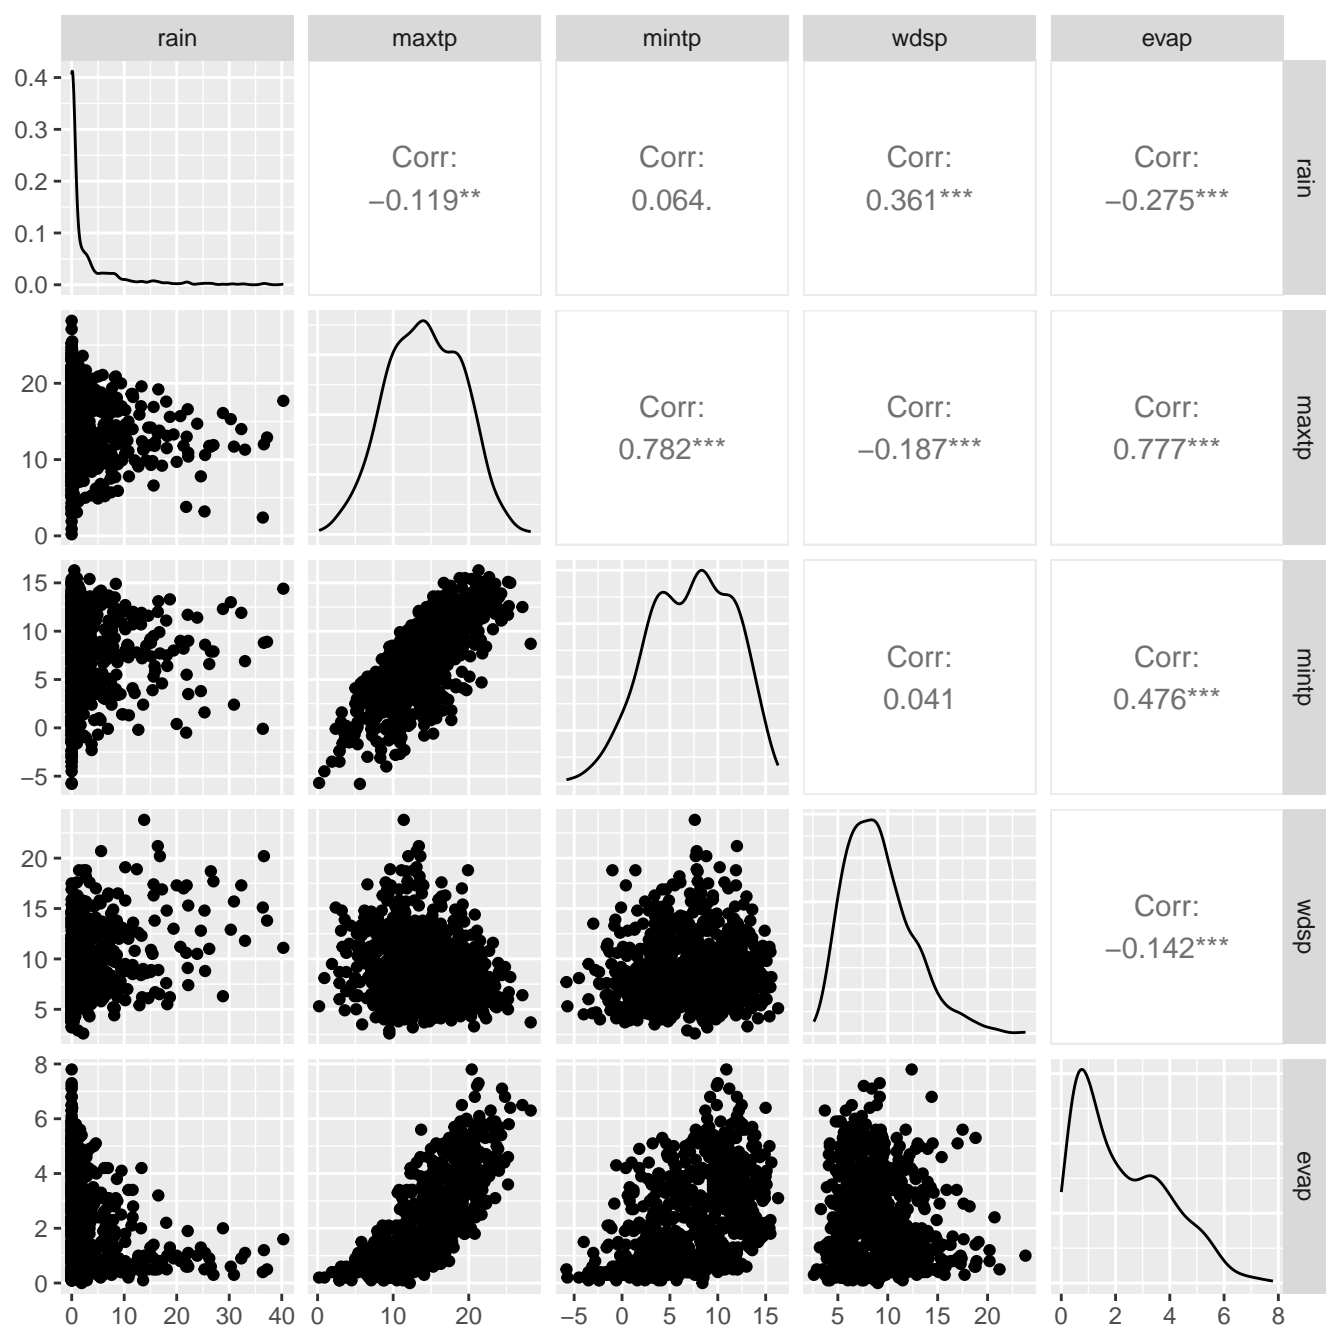 rain maxtp mintp wdsp evap
0.4
0.3
0.2
0.1
0.0
Corr:
−0.119**
Corr:
0.064.
Corr:
0.361***
Corr:
−0.275***
rain
20
10
0
Corr:
0.782***
Corr:
−0.187***
Corr:
0.777***
maxtp
15
10
5
0
−5
Corr:
0.041
Corr:
0.476***
mintp
20
15
10
5
Corr:
−0.142***
wdsp
8
6
4
2
0
evap
0 10 20 30 40
0 10 20
−5 0 5 10 15
5 10 15 20
0 2 4 6 8